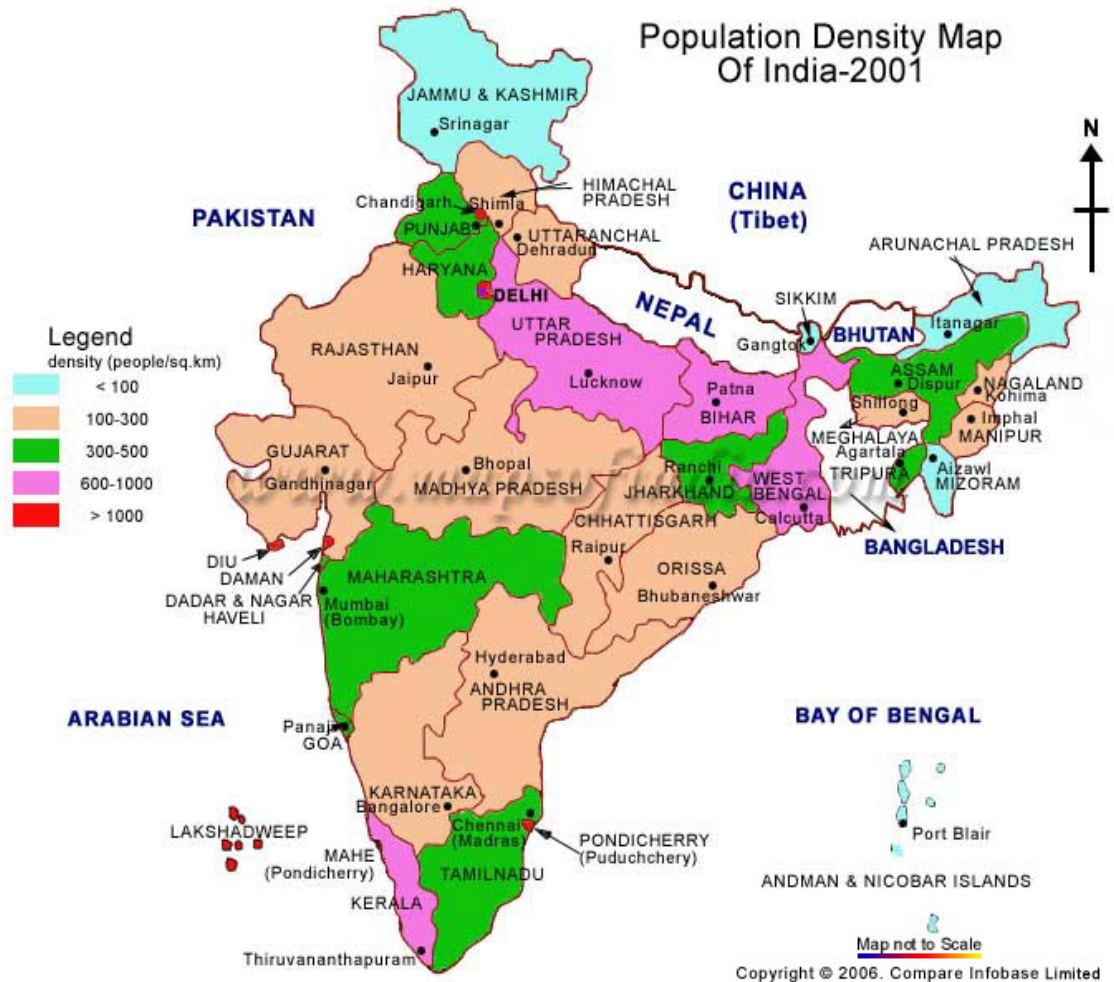 Population Density Map
Of India-2001
JAMMU & KASHMIR
Srinagar
N
HIMACHAL
PRADESH
CHINA
(Tibet)
Chandigarh
Shimla
PAKISTAN
PUNJAB
UTTARANCHAL
Dehradun
ARUNACHAL PRADESH
HARYANA
DELHI
NEPAL
SIKKIM
Gangtok
BHUTAN
Itanagar
UTTAR
PRADESH
Lucknow
RAJASTHAN
Jaipur
Patna
BIHAR
ASSAM
Dispur
NAGALAND
Kohima
Shillong
Imphal
MANIPUR
MEGHALAYA
Agartala
TRIPURA
Aizawl
MIZORAM
Legend
density (people/sq.km)
< 100
100-300
300-500
600-1000
> 1000
GUJARAT
Gandhinagar
Bhopal
MADHYA PRADESH
Ranchi
JHARKHAND
WEST
BENGAL
Calcutta
BANGLADESH
CHHATTISGARH
Raipur
ORISSA
Bhubaneshwar
DIU
DAMAN
DADAR & NAGAR
HAVELI
MAHARASHTRA
Mumbai
(Bombay)
Hyderabad
ANDHRA
PRADESH
ARABIAN SEA
Panaji
GOA
BAY OF BENGAL
KARNATAKA
Bangalore
LAKSHADWEEP
Chennai
(Madras)
PONDICHERRY
(Puduchchery)
Port Blair
MAHE
(Pondicherry)
TAMILNADU
ANDMAN & NICOBAR ISLANDS
KERALA
Thiruvananthapuram
Map not to Scale
Copyright © 2006. Compare Infobase Limited